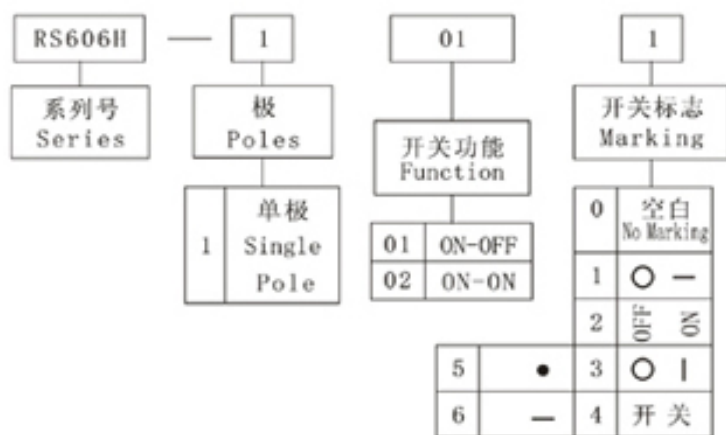 RS606H — 1 01 1
系列号
Series
极
Poles
开关功能
Function
开关标志
Marking
1 单极
Single
Pole
01 ON-OFF
02 ON-ON
0 空白
No Marking
1 ○ —
2 OFF ON
5 ● 3 ○ |
6 — 4 开 关